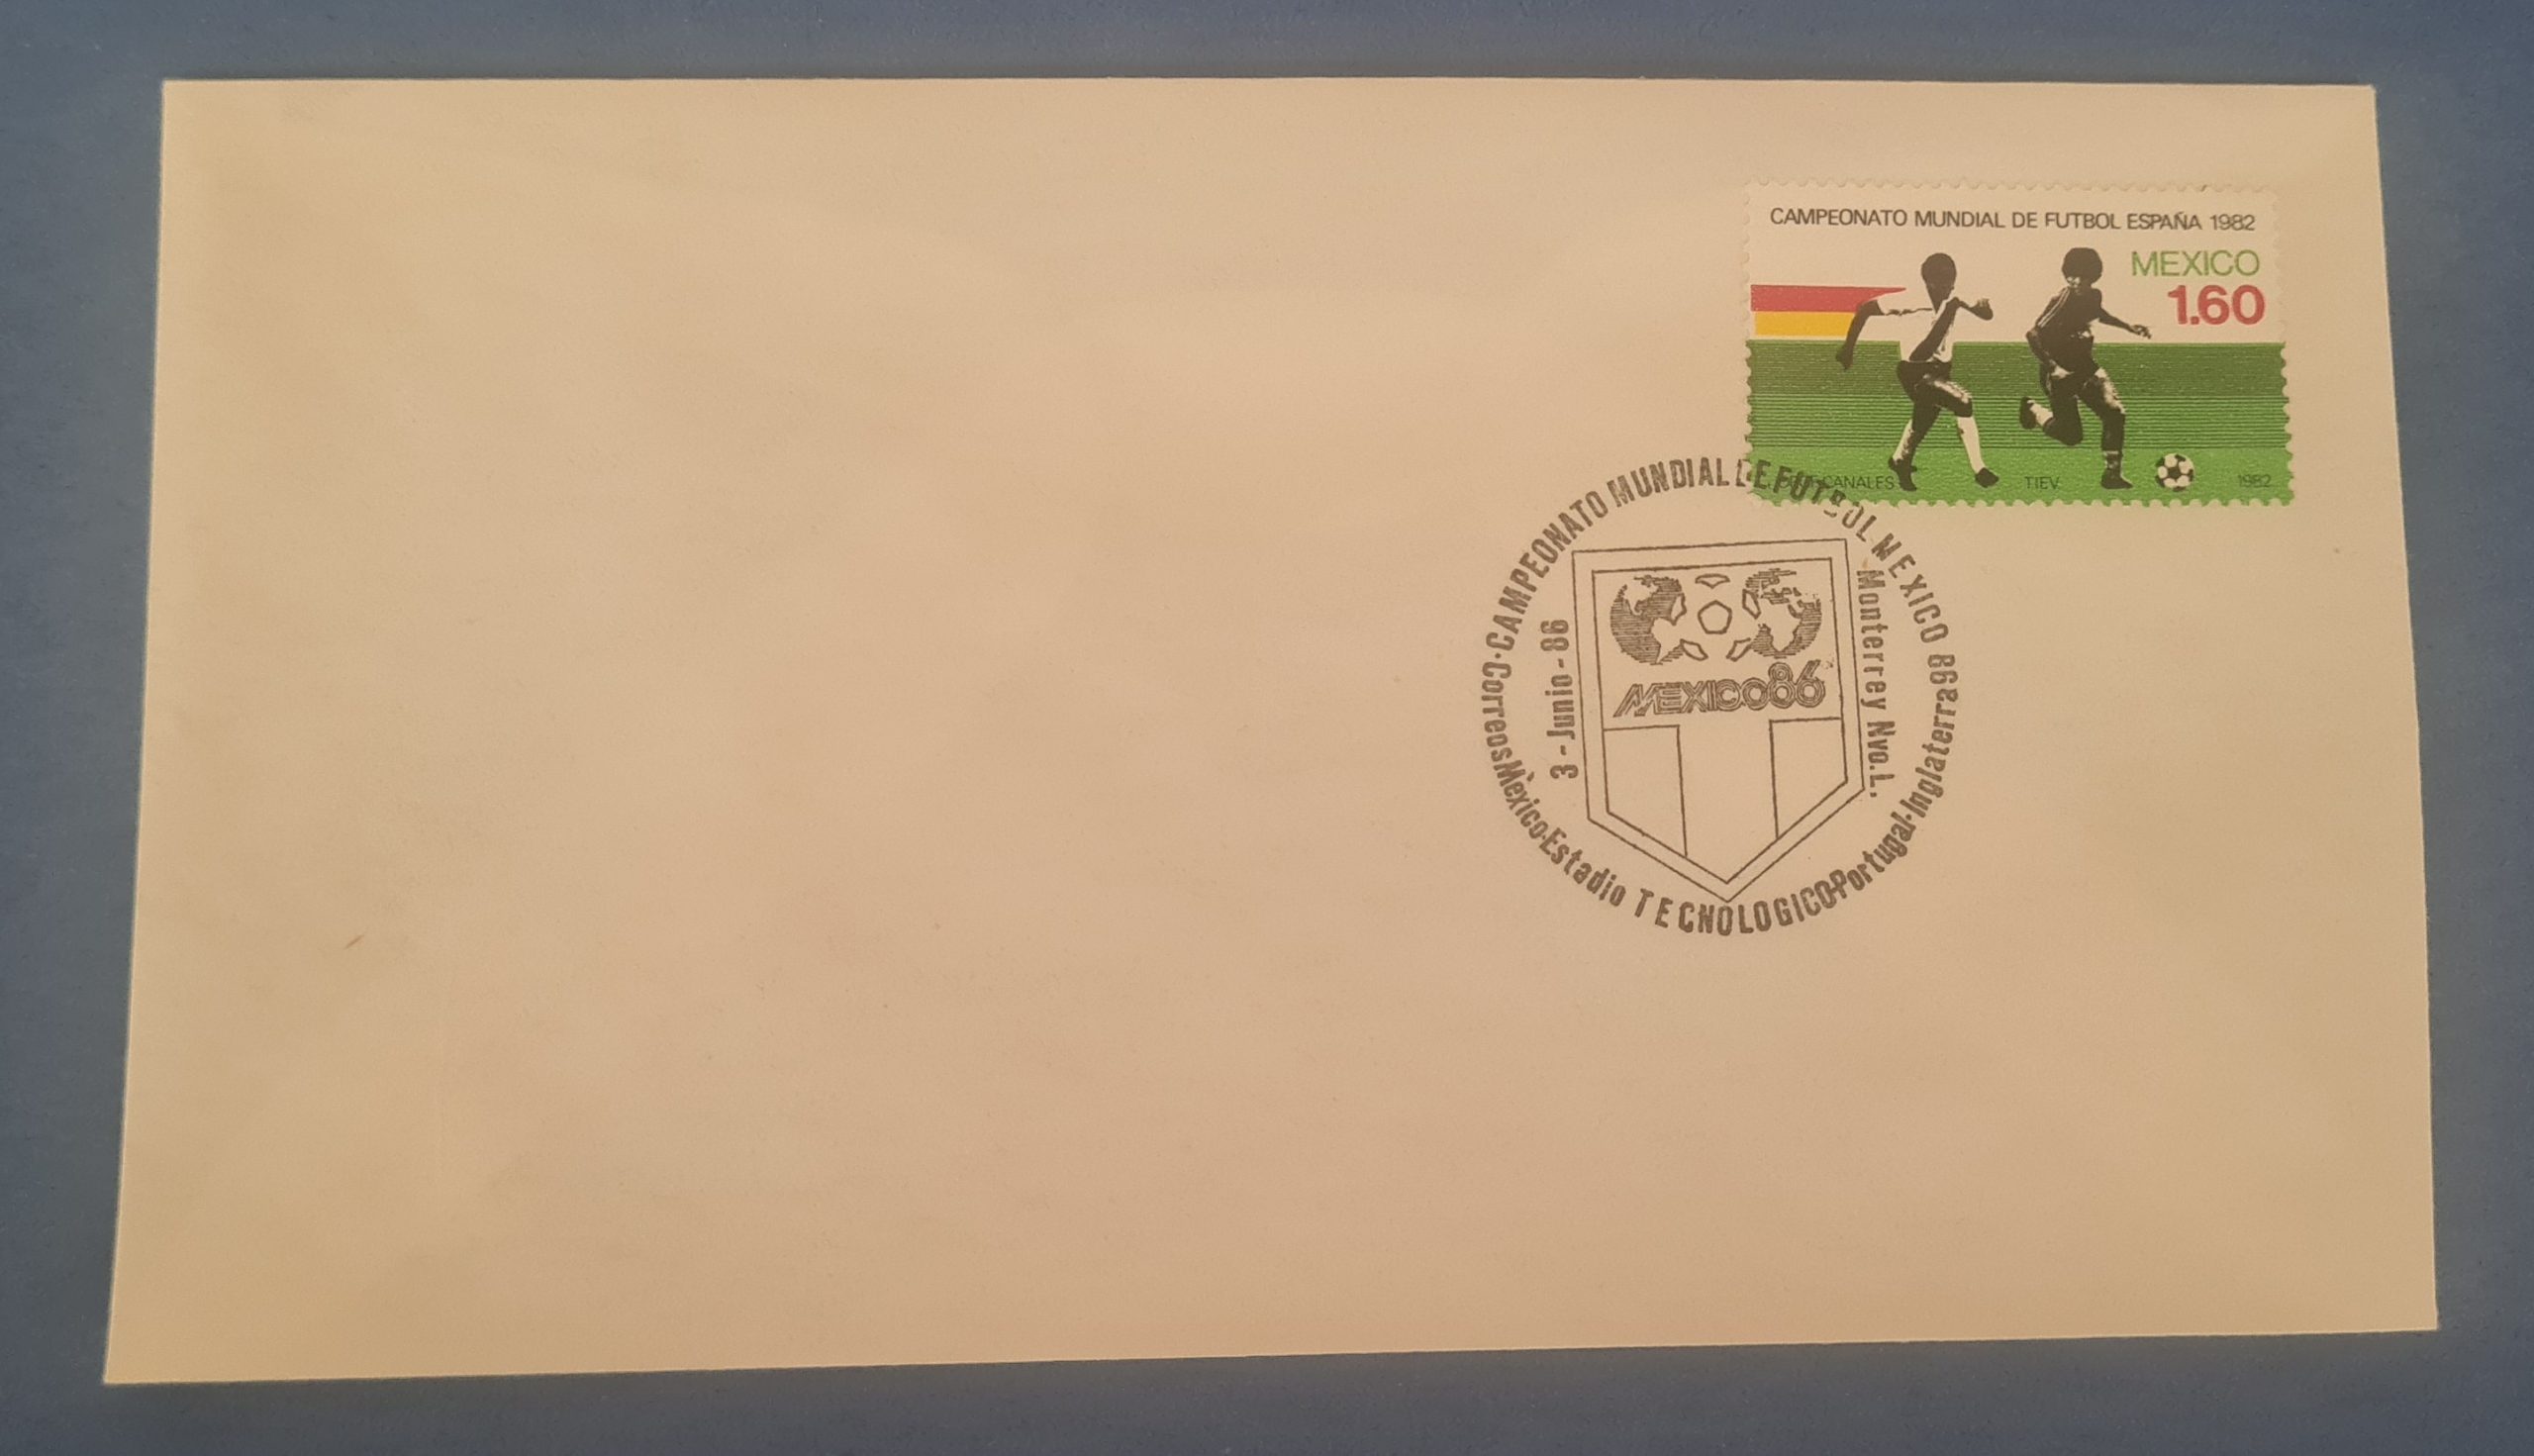 CAMPEONATO MUNDIAL DE FUTBOL ESPAÑA 1982
MEXICO
1.60
CANALES
TIEV
1982
CAMPEONATO MUNDIAL DE FUTBOL MEXICO 86
3-Junio-86
MEXICO86
Monterrey Nvo.L.
Correos Mèxico·Estadio TECNOLOGICO·Portugal·Inglaterra